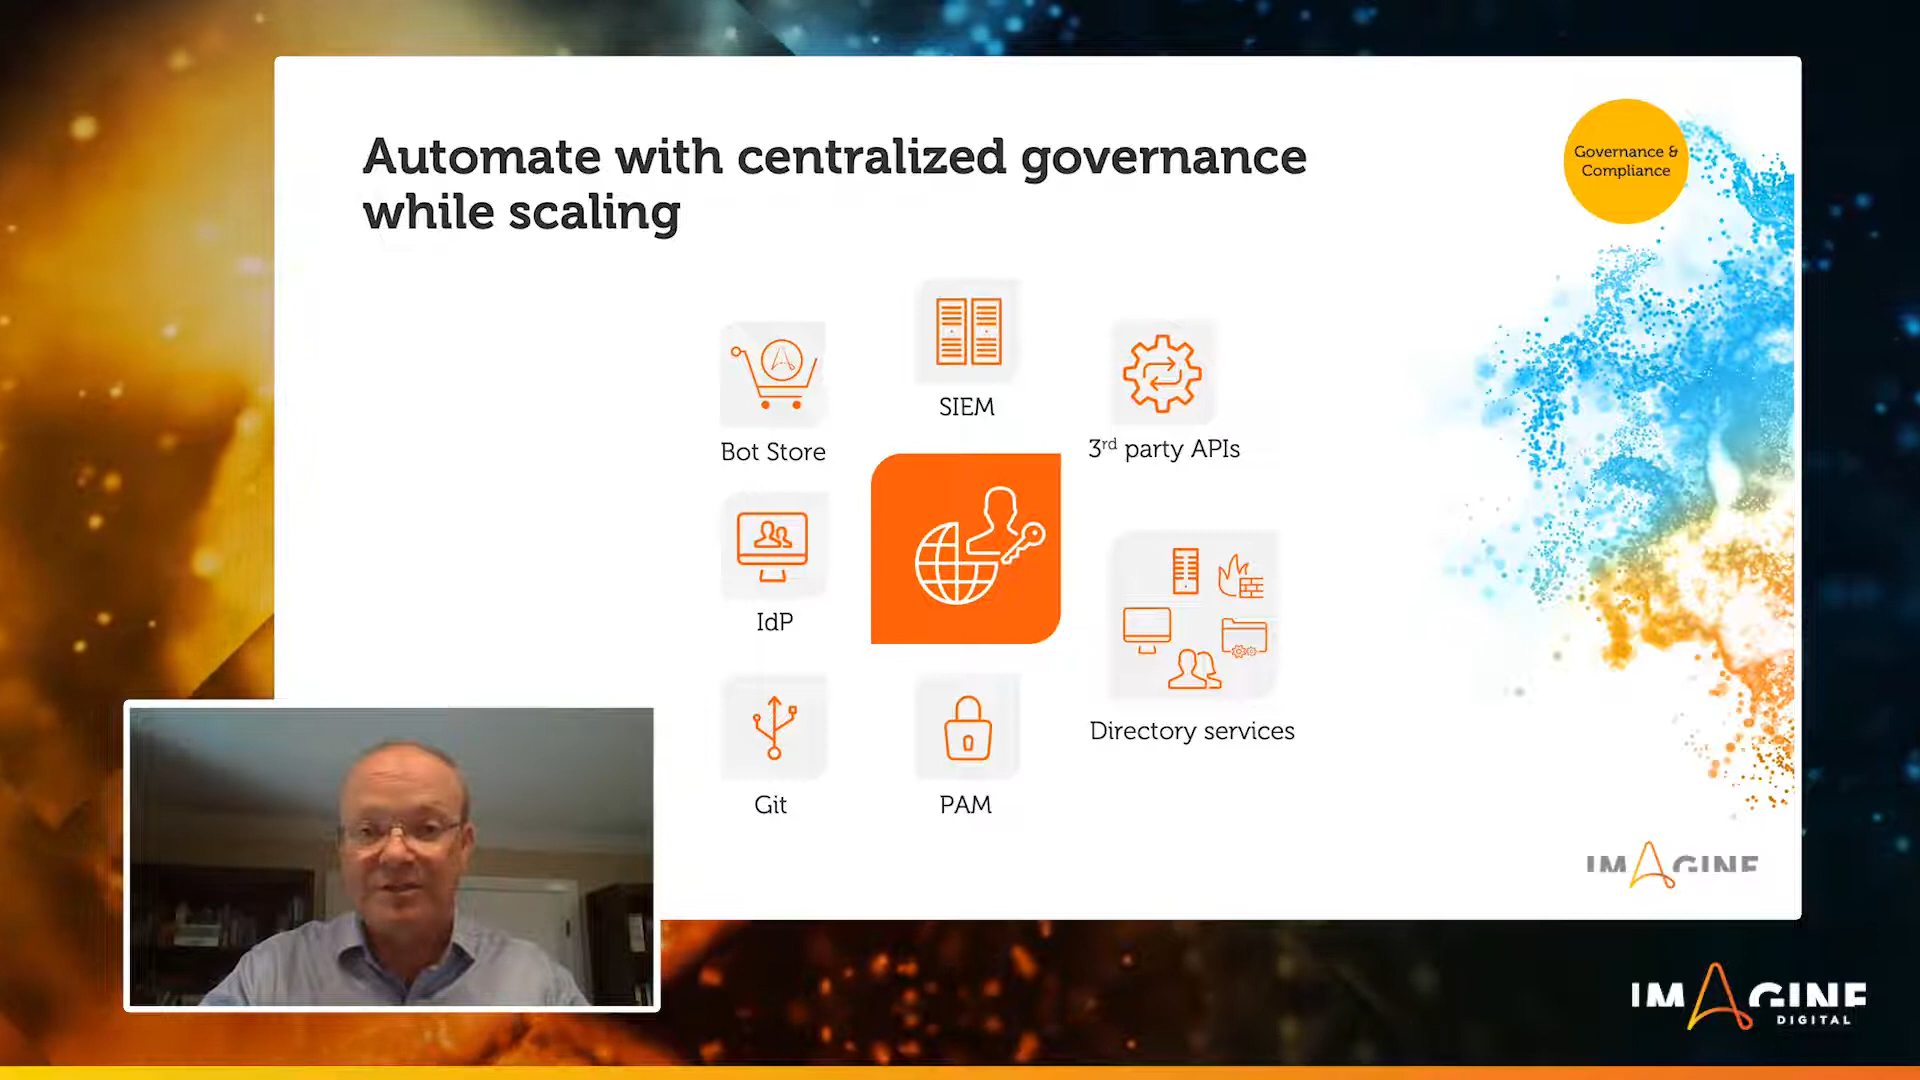 Automate with centralized governance
while scaling
Governance &
Compliance
SIEM
Bot Store
3rd party APIs
IdP
Directory services
Git
PAM
IMAGINE
IMAGINE
DIGITAL